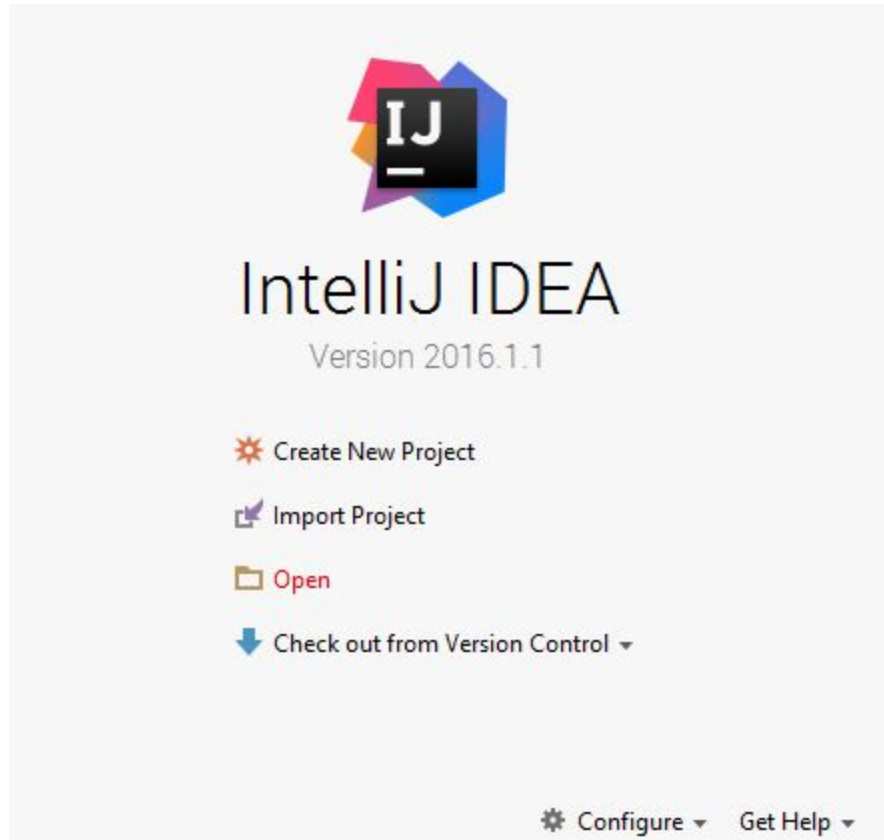 IJ
IntelliJ IDEA
Version 2016.1.1
Create New Project
Import Project
Open
Check out from Version Control
Configure Get Help